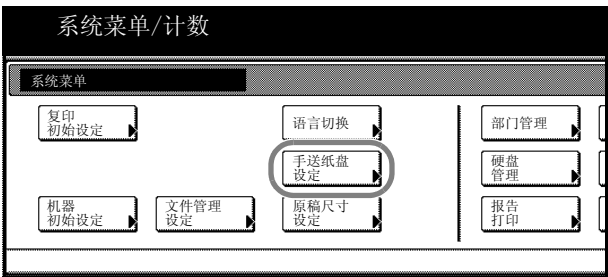 系统菜单/计数
系统菜单
复印
初始设定
语言切换
部门管理
手送纸盘
设定
硬盘
管理
机器
初始设定
文件管理
设定
原稿尺寸
设定
报告
打印